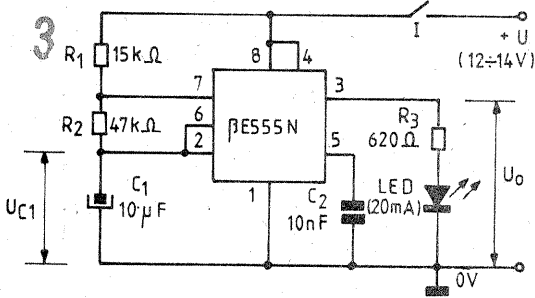 3
I
+U
(12÷14V)
R1 15kΩ
8
4
7
3
R2 47kΩ
6
2
βE555N
5
R3
620Ω
U0
UC1
C1
10µF
1
C2
10nF
LED
(20mA)
0V